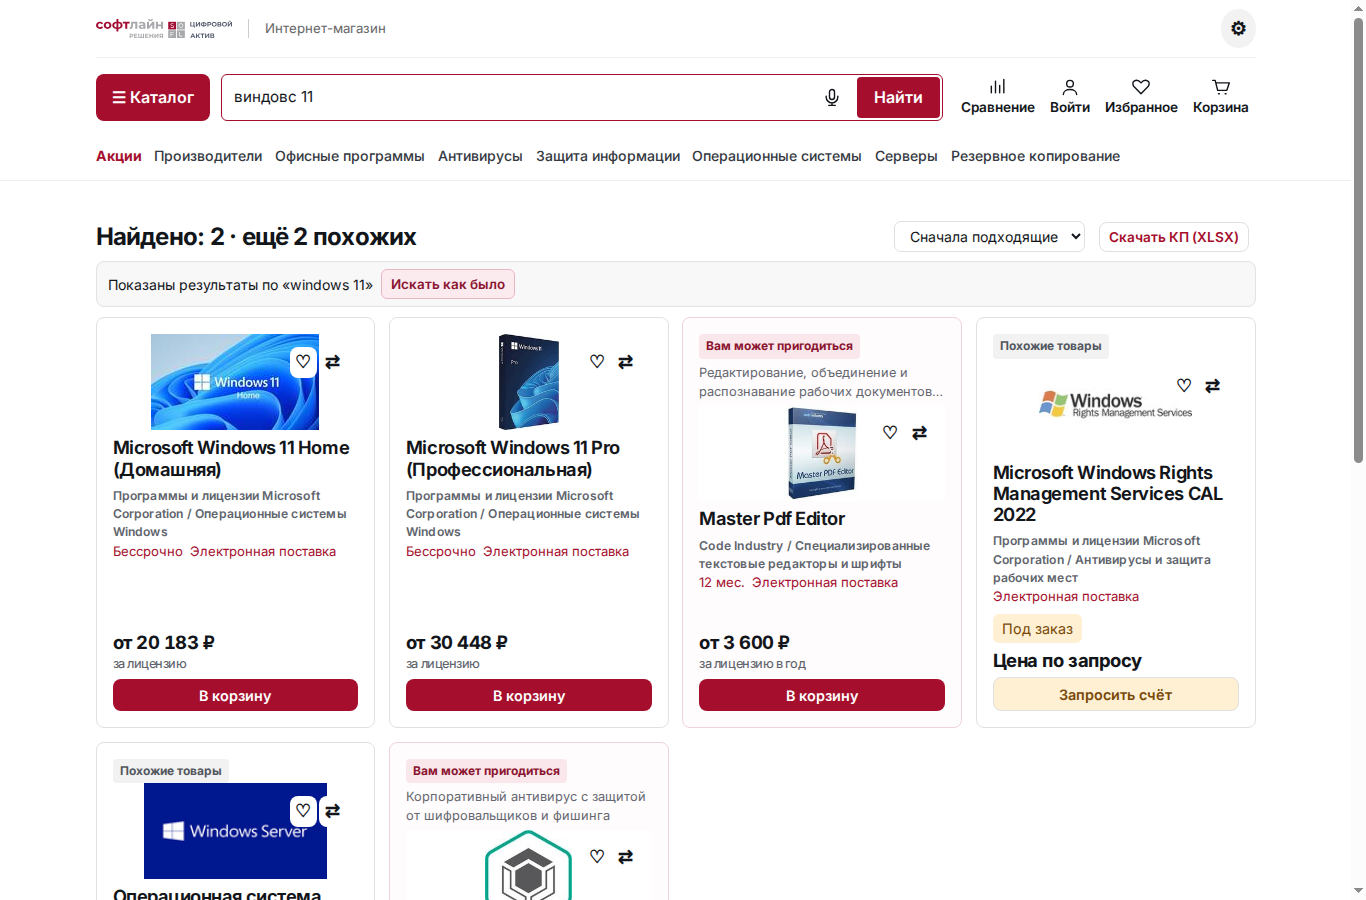 софтлайн
РЕШЕНИЯ
SOFL
ЦИФРОВОЙ
АКТИВ
Интернет-магазин
☰ Каталог
виндовс 11
Найти
Сравнение
Войти
Избранное
Корзина
Акции
Производители
Офисные программы
Антивирусы
Защита информации
Операционные системы
Серверы
Резервное копирование
Найдено: 2 · ещё 2 похожих
Сначала подходящие
Скачать КП (XLSX)
Показаны результаты по «windows 11»
Искать как было
Windows 11
Home
Microsoft Windows 11 Home
(Домашняя)
Программы и лицензии Microsoft
Corporation / Операционные системы
Windows
Бессрочно Электронная поставка
от 20 183 ₽
за лицензию
В корзину
Windows 11
Pro
Microsoft Windows 11 Pro
(Профессиональная)
Программы и лицензии Microsoft
Corporation / Операционные системы
Windows
Бессрочно Электронная поставка
от 30 448 ₽
за лицензию
В корзину
Вам может пригодиться
Редактирование, объединение и
распознавание рабочих документов...
Master PDF Editor
Master Pdf Editor
Code Industry / Специализированные
текстовые редакторы и шрифты
12 мес. Электронная поставка
от 3 600 ₽
за лицензию в год
В корзину
Похожие товары
Windows
Rights Management Services
Microsoft Windows Rights
Management Services CAL
2022
Программы и лицензии Microsoft
Corporation / Антивирусы и защита
рабочих мест
Электронная поставка
Под заказ
Цена по запросу
Запросить счёт
Похожие товары
Windows Server
Операционная система
Вам может пригодиться
Корпоративный антивирус с защитой
от шифровальщиков и фишинга